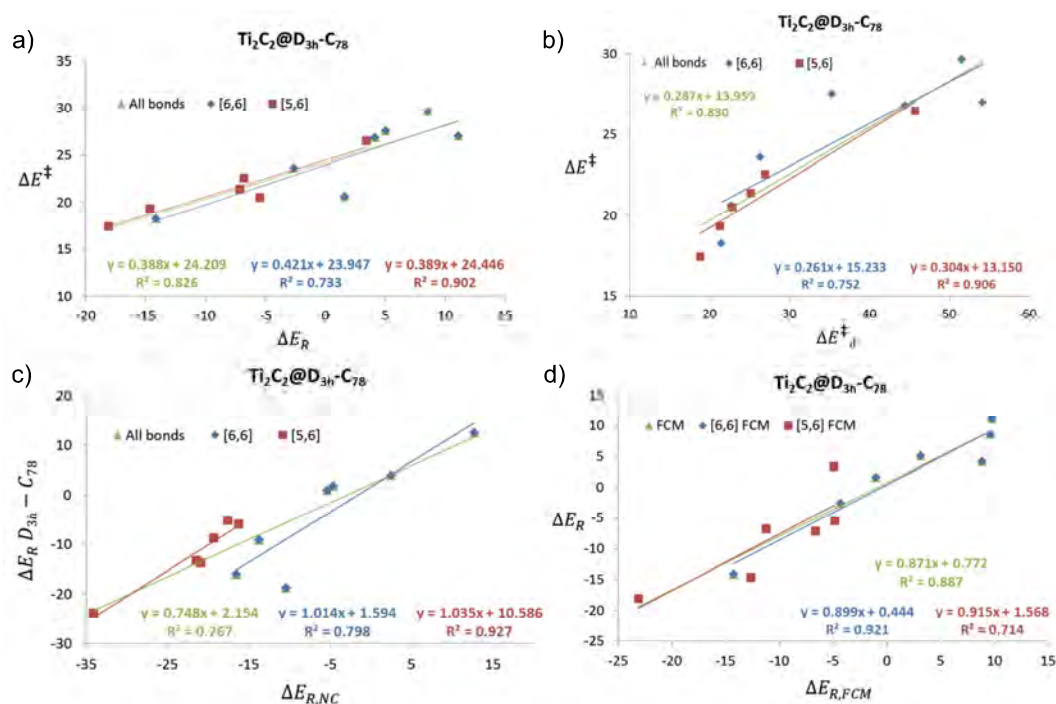 a)
Ti₂C₂@D₃ₕ-C₇₈
All bonds [6,6] [5,6]
35
30
25
20
15
10
ΔE‡
y = 0.388x + 24.209
R² = 0.826
y = 0.421x + 23.947
R² = 0.733
y = 0.389x + 24.446
R² = 0.902
-20 -15 -10 -5 0 5 10 15
ΔE_R
b)
Ti₂C₂@D₃ₕ-C₇₈
All bonds [6,6] [5,6]
30
25
20
15
ΔE‡
y = 0.287x + 13.959
R² = 0.830
y = 0.261x + 15.233
R² = 0.752
y = 0.304x + 13.150
R² = 0.906
10 20 30 40 50 60
ΔE‡_d
c)
Ti₂C₂@D₃ₕ-C₇₈
All bonds [6,6] [5,6]
20
10
0
-10
-20
-30
ΔE_R D₃ₕ − C₇₈
y = 0.748x + 2.154
R² = 0.767
y = 1.014x + 1.594
R² = 0.798
y = 1.035x + 10.586
R² = 0.927
-35 -25 -15 -5 5 15
ΔE_R,NC
d)
Ti₂C₂@D₃ₕ-C₇₈
FCM [6,6] FCM [5,6] FCM
15
10
5
0
-5
-10
-15
-20
-25
ΔE_R
y = 0.871x + 0.772
R² = 0.887
y = 0.899x + 0.444
R² = 0.921
y = 0.915x + 1.568
R² = 0.714
-25 -20 -15 -10 -5 0 5 10 15
ΔE_R,FCM